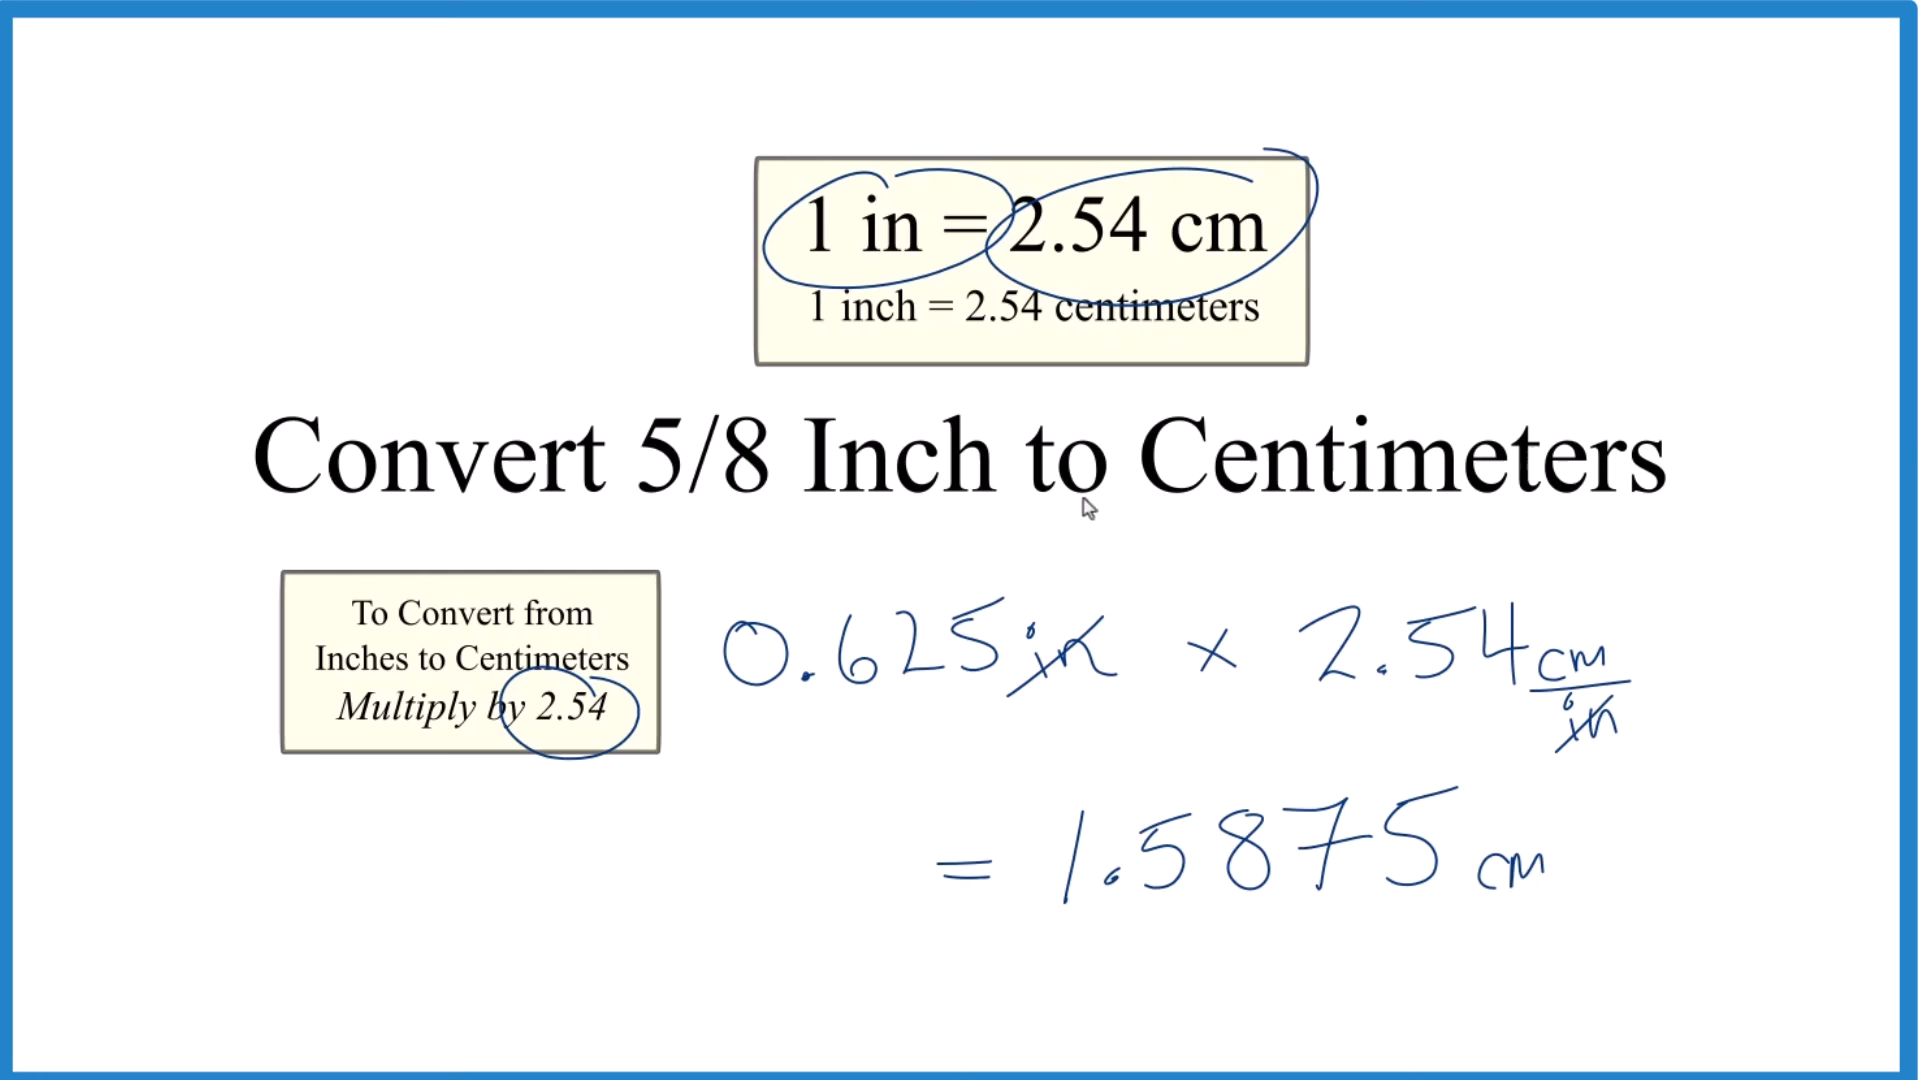 1 in = 2.54 cm
1 inch = 2.54 centimeters
Convert 5/8 Inch to Centimeters
To Convert from
Inches to Centimeters
Multiply by 2.54
0.625 in × 2.54 cm/in
= 1.5875 cm